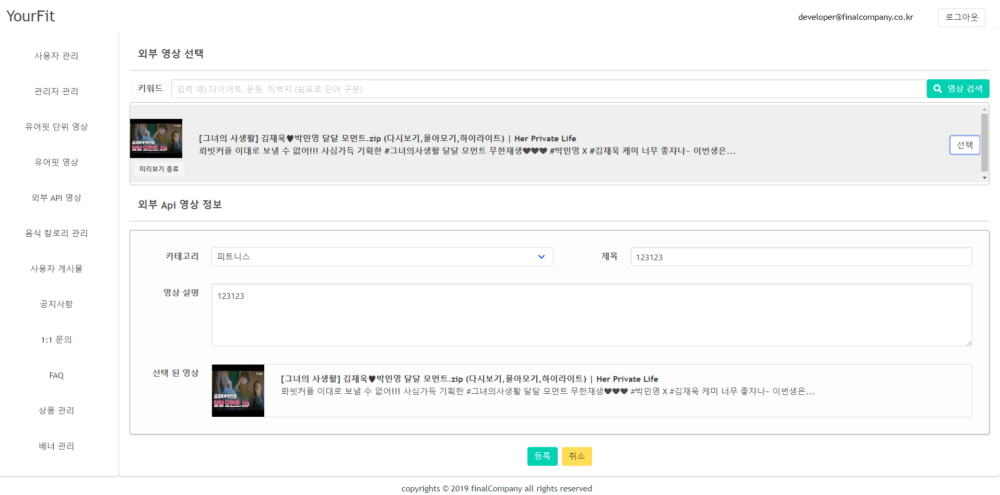 YourFit
developer@finalcompany.co.kr
로그아웃
사용자 관리
관리자 관리
유어핏 단위 영상
유어핏 영상
외부 API 영상
음식 칼로리 관리
사용자 게시물
공지사항
1:1 문의
FAQ
상품 관리
배너 관리
외부 영상 선택
키워드
입력 예) 다이어트, 운동, 허벅지 (쉼표로 단어 구분)
영상 검색
TVING
김재욱♥박민영
달달 모먼트.zip
[그녀의 사생활] 김재욱♥박민영 달달 모먼트.zip (다시보기,몰아모기,하이라이트) | Her Private Life
롸빗커플 이대로 보낼 수 없어!!! 사심가득 기획한 #그녀의사생활 달달 모먼트 무한재생♥♥♥ #박민영 X #김재욱 케미 너무 좋쟈나~ 이번생은...
선택
미리보기 종료
외부 Api 영상 정보
카테고리
피트니스
제목
123123
영상 설명
123123
선택 된 영상
TVING
김재욱♥박민영
달달 모먼트.zip
[그녀의 사생활] 김재욱♥박민영 달달 모먼트.zip (다시보기,몰아모기,하이라이트) | Her Private Life
롸빗커플 이대로 보낼 수 없어!!! 사심가득 기획한 #그녀의사생활 달달 모먼트 무한재생♥♥♥ #박민영 X #김재욱 케미 너무 좋쟈나~ 이번생은...
등록
취소
copyrights © 2019 finalCompany all rights reserved